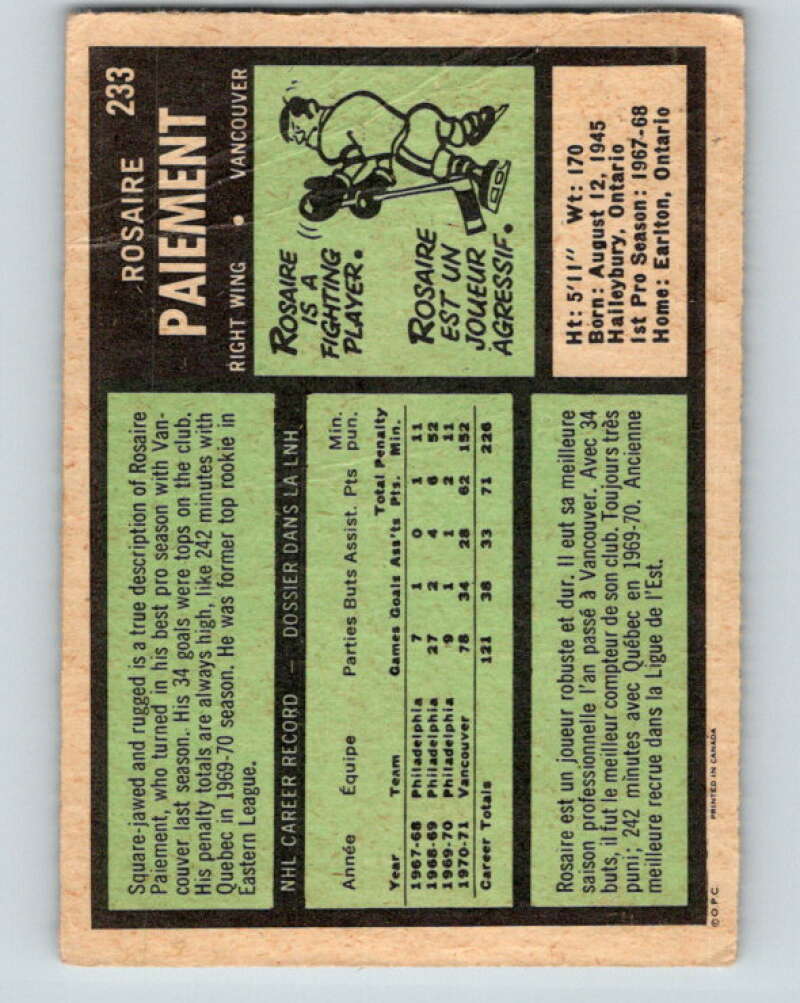 ROSAIRE 233
PAIEMENT
RIGHT WING • VANCOUVER
Square-jawed and rugged is a true description of Rosaire
Paiement, who turned in his best pro season with Van-
couver last season. His 34 goals were tops on the club.
His penalty totals are always high, like 242 minutes with
Quebec in 1969-70 season. He was former top rookie in
Eastern League.
ROSAIRE
IS A
FIGHTING
PLAYER.
ROSAIRE
EST UN
JOUEUR
AGRESSIF.
NHL CAREER RECORD — DOSSIER DANS LA LNH
Année Équipe Parties Buts Assist. Pts Min. pun.
Total Penalty
Year Team Games Goals Ass'ts Pts. Min.
1967-68 Philadelphia 7 1 0 1 11
1968-69 Philadelphia 27 2 4 6 52
1969-70 Philadelphia 9 1 1 2 11
1970-71 Vancouver 78 34 28 62 152
Career Totals 121 38 33 71 226
Ht: 5'11" Wt: 170
Born: August 12, 1945
Haileybury, Ontario
1st Pro Season: 1967-68
Home: Earlton, Ontario
Rosaire est un joueur robuste et dur. Il eut sa meilleure
saison professionnelle l'an passé à Vancouver. Avec 34
buts, il fut le meilleur compteur de son club. Toujours très
puni; 242 minutes avec Québec en 1969-70. Ancienne
meilleure recrue dans la Ligue de l'Est.
©O.P.C. PRINTED IN CANADA